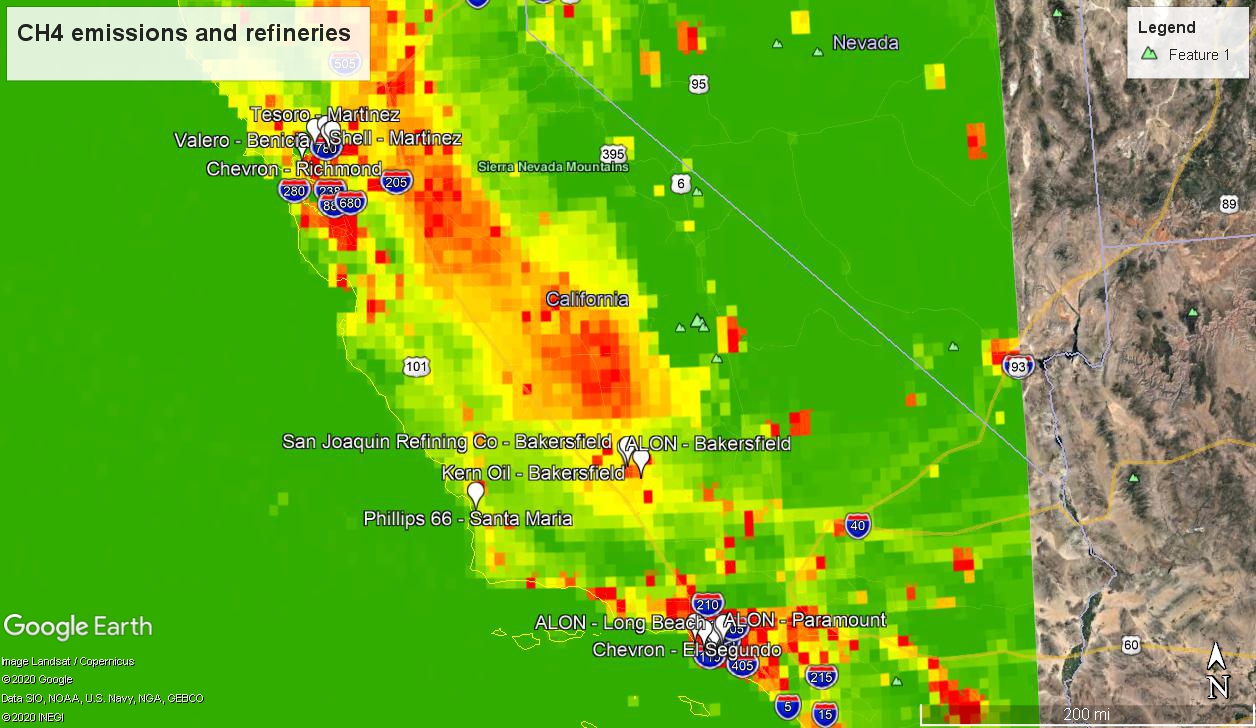 CH4 emissions and refineries
Legend
Feature 1
Nevada
505
95
Tesoro - Martinez
Valero - Benicia
Shell - Martinez
780
395
Sierra Nevada Mountains
Chevron - Richmond
280
205
680
6
89
California
101
93
San Joaquin Refining Co - Bakersfield
ALON - Bakersfield
Kern Oil - Bakersfield
Phillips 66 - Santa Maria
40
210
ALON - Long Beach
ALON - Paramount
Chevron - El Segundo
405
215
60
5
15
Google Earth
Image Landsat / Copernicus
©2020 Google
Data SIO, NOAA, U.S. Navy, NGA, GEBCO
©2020 INEGI
N
200 mi